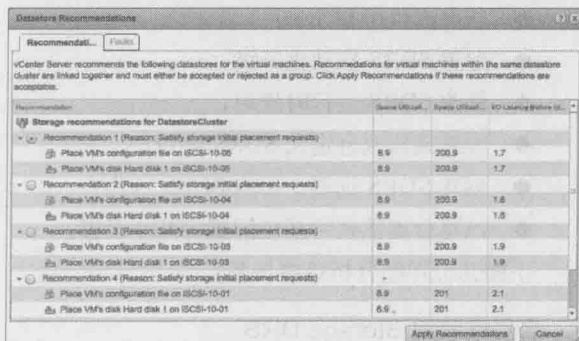 Datastore Recommendations
Recommendati... Faults
vCenter Server recommends the following datastores for the virtual machines. Recommedations for virtual machines within the same datastore
cluster are linked together and must either be accepted or rejected as a group. Click Apply Recommendations if these recommendations are
acceptable.
Recommendation Space Utilizati... Space Utilizati... I/O Latency Before (d...
Storage recommendations for DatastoreCluster
Recommendation 1 (Reason: Satisfy storage initial placement requests)
Place VM's configuration file on ISCSI-10-05 8.9 200.9 1.7
Place VM's disk Hard disk 1 on ISCSI-10-05 8.9 200.9 1.7
Recommendation 2 (Reason: Satisfy storage initial placement requests)
Place VM's configuration file on ISCSI-10-04 8.9 200.9 1.8
Place VM's disk Hard disk 1 on ISCSI-10-04 8.9 200.9 1.8
Recommendation 3 (Reason: Satisfy storage initial placement requests)
Place VM's configuration file on ISCSI-10-03 8.9 200.9 1.9
Place VM's disk Hard disk 1 on ISCSI-10-03 8.9 200.9 1.9
Recommendation 4 (Reason: Satisfy storage initial placement requests)
Place VM's configuration file on ISCSI-10-01 8.9 201 2.1
Place VM's disk Hard disk 1 on ISCSI-10-01 8.9 201 2.1
Apply Recommendations Cancel